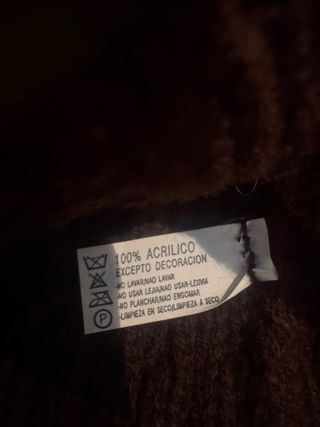 100% ACRILICO
EXCEPTO DECORACION
-NO LAVAR/NAO LAVAR
-NO USAR LEJIA/NAO USAR-LEXIVIA
-NO PLANCHAR/NAO ENGOMAR
-LIMPIEZA EN SECO/LIMPIEZA A SECO
P